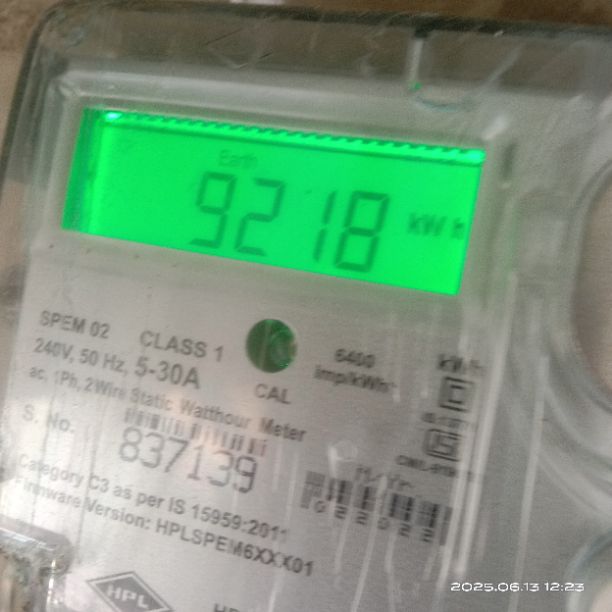 Earth
9218 kWh
SPEM 02
CLASS 1
6400
imp/kWh
kWh
240V, 50 Hz, 5-30A
CAL
ac, 1Ph, 2Wire Static Watthour Meter
S. No.
837139
Category C3 as per IS 15959:2011
Firmware Version: HPLSPEM6XXX01
HPL
2025.06.13 12:23